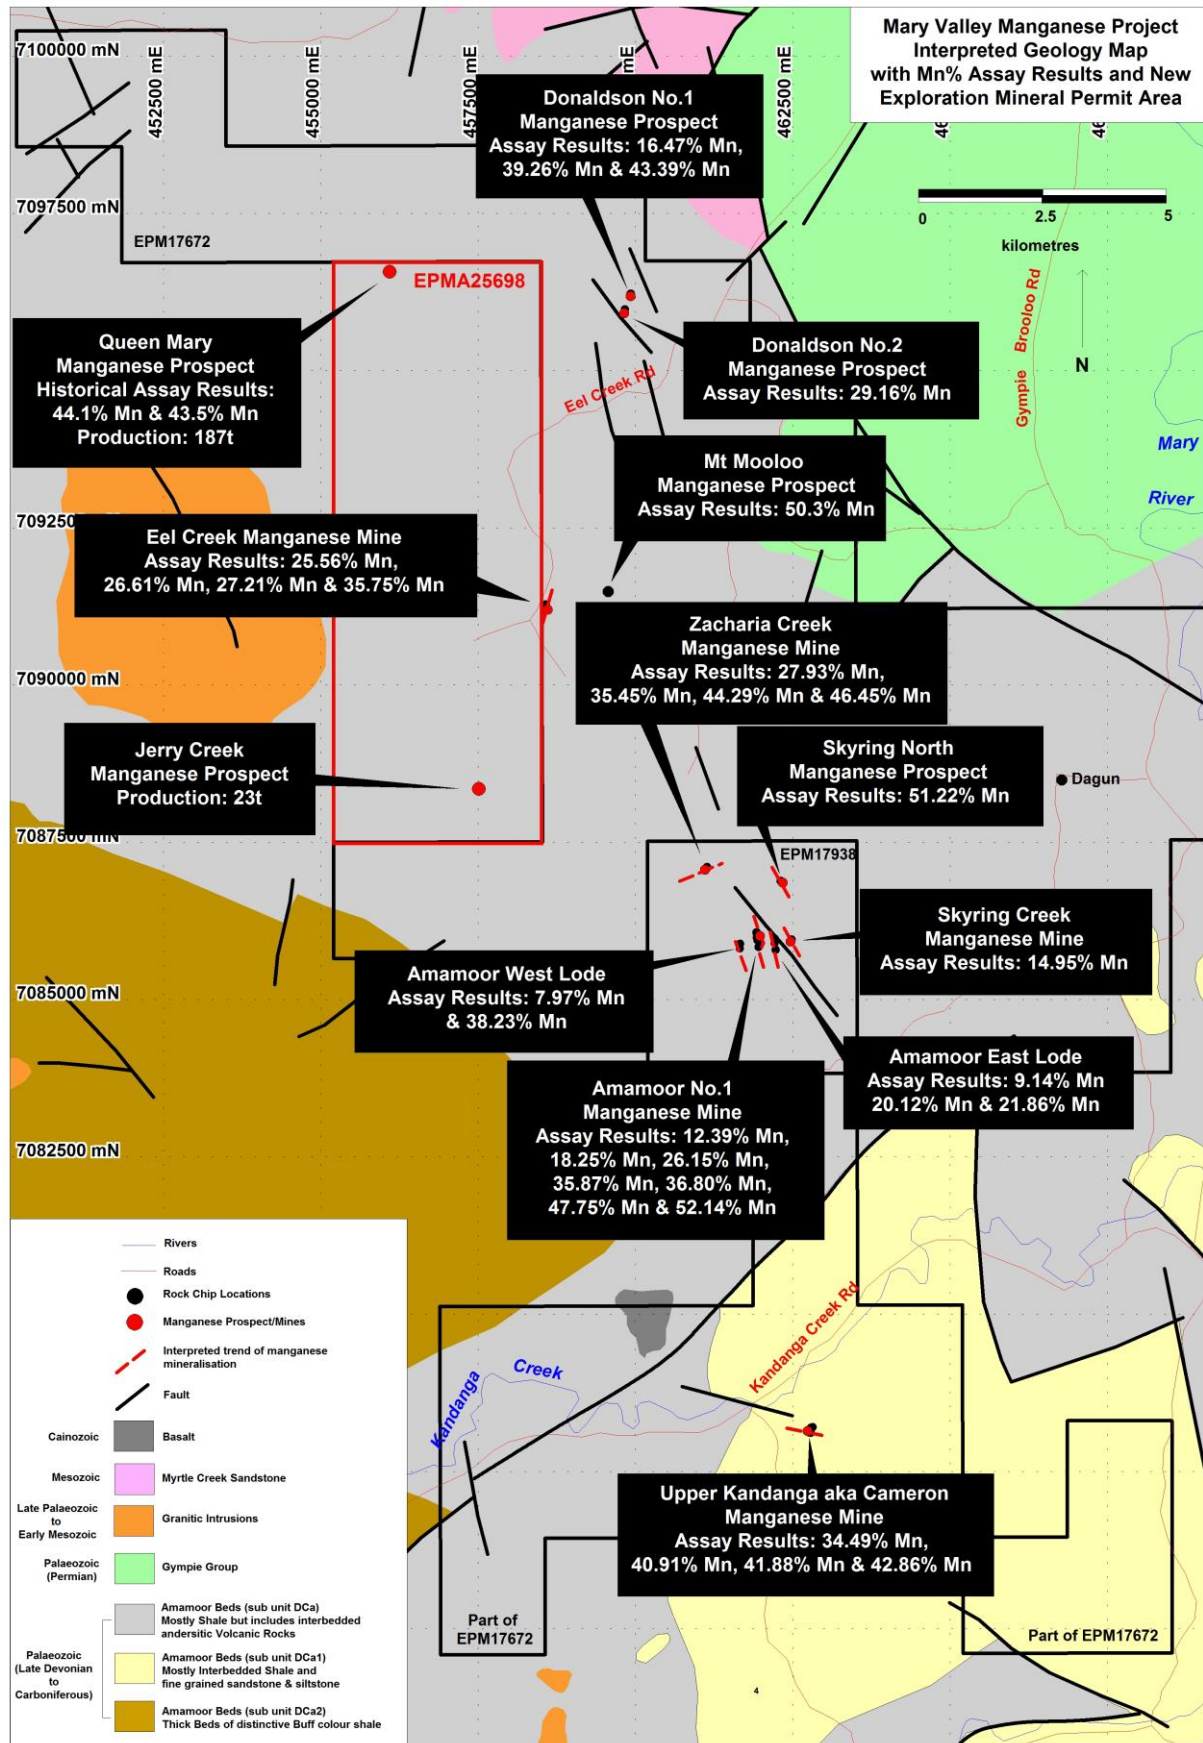 Mary Valley Manganese Project
Interpreted Geology Map
with Mn% Assay Results and New
Exploration Mineral Permit Area
7100000 mN
452500 mE
455000 mE
457500 mE
mE
462500 mE
46
46
Donaldson No.1
Manganese Prospect
Assay Results: 16.47% Mn,
39.26% Mn & 43.39% Mn
7097500 mN
0
2.5
5
kilometres
EPM17672
EPMA25698
Gympie Brooloo Rd
N
Queen Mary
Manganese Prospect
Historical Assay Results:
44.1% Mn & 43.5% Mn
Production: 187t
Donaldson No.2
Manganese Prospect
Assay Results: 29.16% Mn
Eel Creek Rd
Mary
River
Mt Mooloo
Manganese Prospect
Assay Results: 50.3% Mn
7092500 mN
Eel Creek Manganese Mine
Assay Results: 25.56% Mn,
26.61% Mn, 27.21% Mn & 35.75% Mn
Zacharia Creek
Manganese Mine
Assay Results: 27.93% Mn,
35.45% Mn, 44.29% Mn & 46.45% Mn
7090000 mN
Jerry Creek
Manganese Prospect
Production: 23t
Skyring North
Manganese Prospect
Assay Results: 51.22% Mn
Dagun
7087500 mN
EPM17938
Skyring Creek
Manganese Mine
Assay Results: 14.95% Mn
Amamoor West Lode
Assay Results: 7.97% Mn
& 38.23% Mn
7085000 mN
Amamoor East Lode
Assay Results: 9.14% Mn
20.12% Mn & 21.86% Mn
Amamoor No.1
Manganese Mine
Assay Results: 12.39% Mn,
18.25% Mn, 26.15% Mn,
35.87% Mn, 36.80% Mn,
47.75% Mn & 52.14% Mn
7082500 mN
Kandanga Creek Rd
Kandanga Creek
Upper Kandanga aka Cameron
Manganese Mine
Assay Results: 34.49% Mn,
40.91% Mn, 41.88% Mn & 42.86% Mn
Part of
EPM17672
Part of EPM17672
4
Rivers
Roads
Rock Chip Locations
Manganese Prospect/Mines
Interpreted trend of manganese
mineralisation
Fault
Cainozoic
Basalt
Mesozoic
Myrtle Creek Sandstone
Late Palaeozoic
to
Early Mesozoic
Granitic Intrusions
Palaeozoic
(Permian)
Gympie Group
Palaeozoic
(Late Devonian
to
Carboniferous)
Amamoor Beds (sub unit DCa)
Mostly Shale but includes interbedded
andersitic Volcanic Rocks
Amamoor Beds (sub unit DCa1)
Mostly Interbedded Shale and
fine grained sandstone & siltstone
Amamoor Beds (sub unit DCa2)
Thick Beds of distinctive Buff colour shale